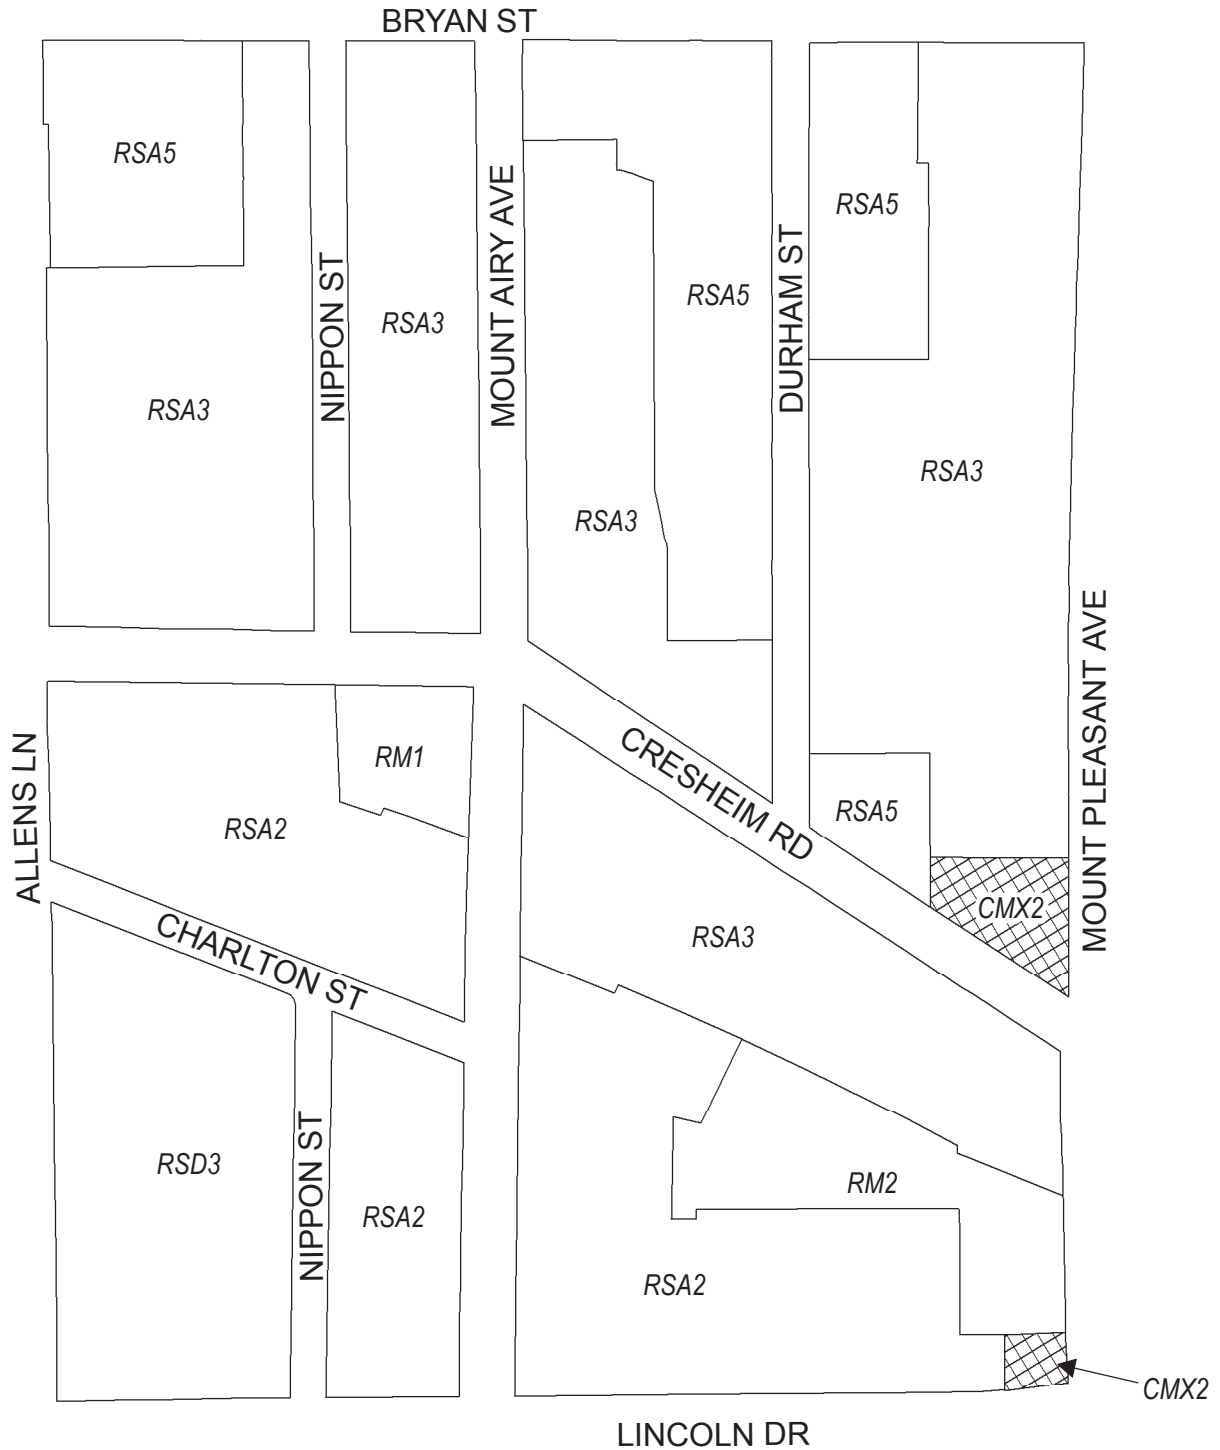 BRYAN ST
RSA5
RSA5
NIPPON ST
MOUNT AIRY AVE
DURHAM ST
RSA5
RSA3
RSA3
RSA3
RSA3
MOUNT PLEASANT AVE
ALLENS LN
RM1
CRESHEIM RD
RSA5
RSA2
CMX2
CHARLTON ST
RSA3
RSD3
NIPPON ST
RM2
RSA2
RSA2
CMX2
LINCOLN DR